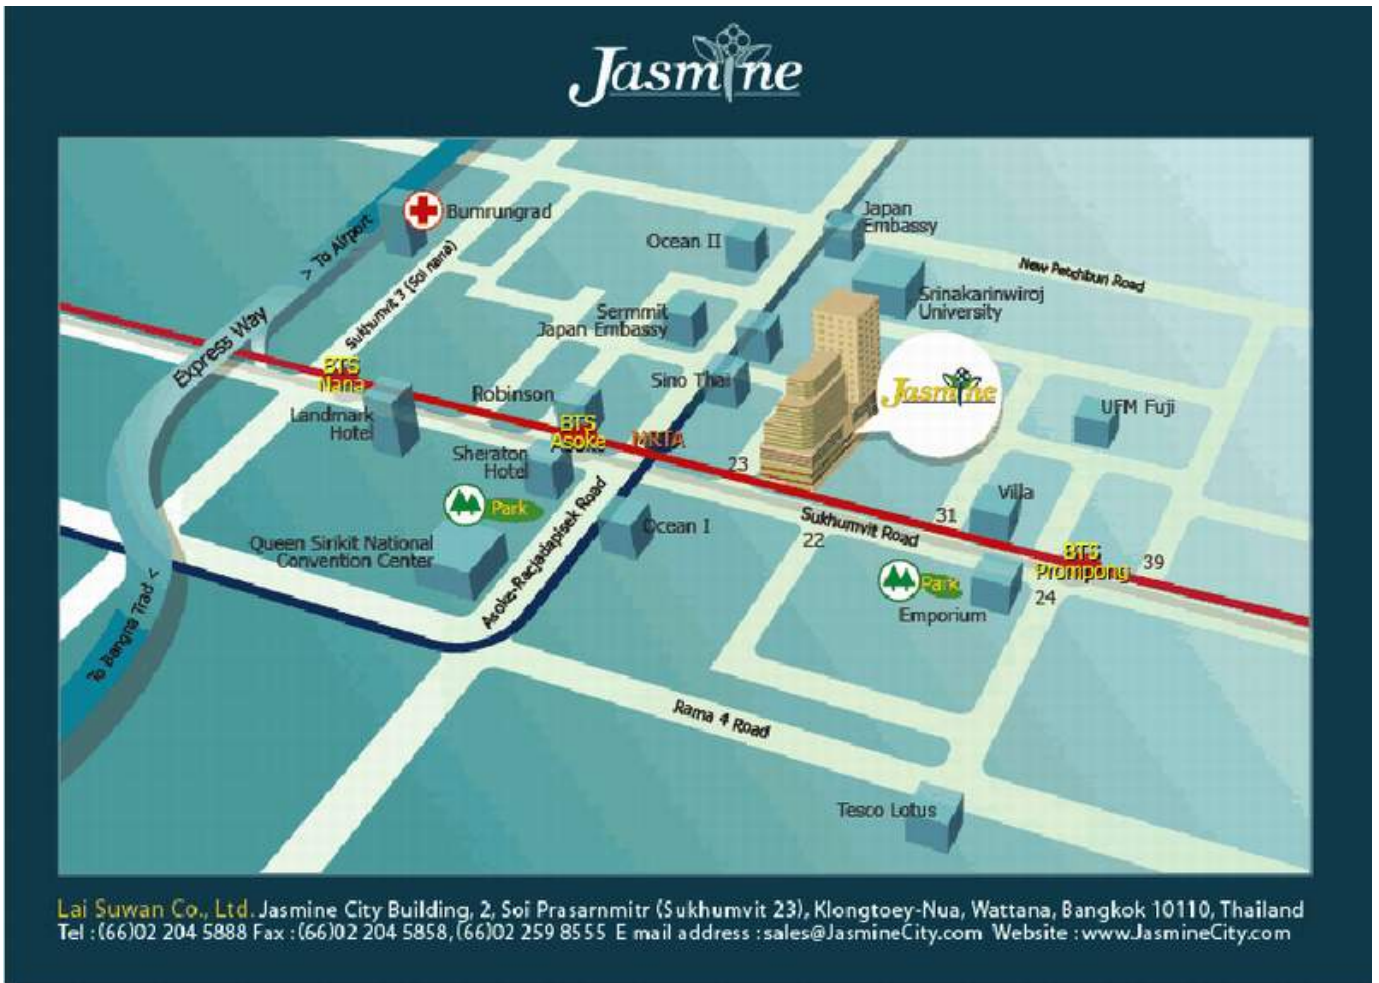 Jasmine
Bumrungrad
> To Airport
Sukhumvit 3 (Soi nana)
Express Way
Japan
Embassy
Ocean II
New Petchburi Road
Srinakarinwiroj
University
Sermmit
Japan Embassy
Sino Thai
Jasmine
BTS
Nana
Landmark
Hotel
Robinson
BTS
Asoke
MRTA
UFM Fuji
Sheraton
Hotel
23
Villa
Park
Ocean I
Sukhumvit Road
31
22
Queen Sirikit National
Convention Center
Asoke-Racjadapisek Road
BTS
Prompong
39
Park
24
Emporium
To Bangna Trad <
Rama 4 Road
Tesco Lotus
Lai Suwan Co., Ltd. Jasmine City Building, 2, Soi Prasarnmitr (Sukhumvit 23), Klongtoey-Nua, Wattana, Bangkok 10110, Thailand
Tel :(66)02 204 5888 Fax :(66)02 204 5858,(66)02 259 8555 E mail address :sales@JasmineCity.com Website :www.JasmineCity.com